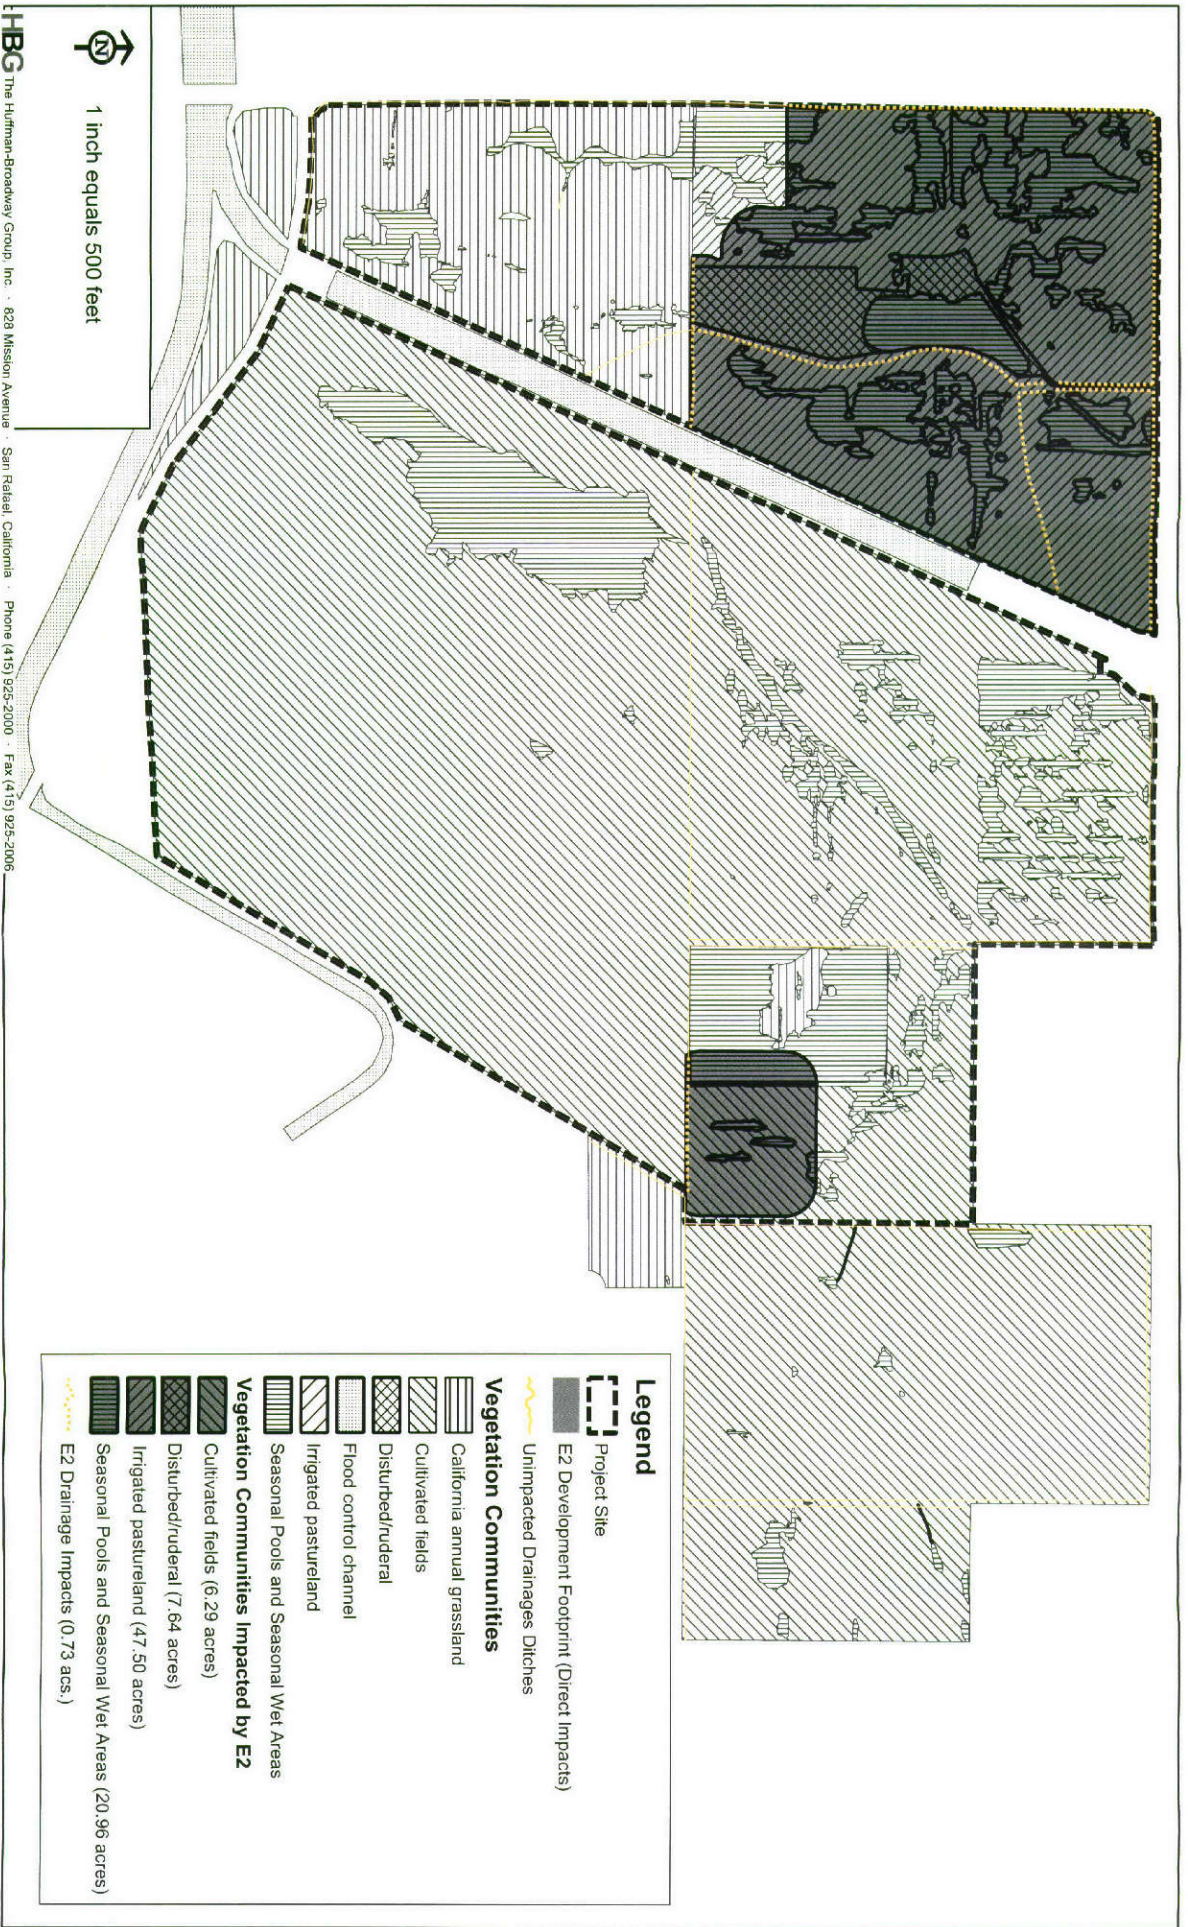 Legend
Project Site
E2 Development Footprint (Direct Impacts)
Unimpacted Drainages Ditches
Vegetation Communities
California annual grassland
Cultivated fields
Disturbed/ruderal
Flood control channel
Irrigated pastureland
Seasonal Pools and Seasonal Wet Areas
Vegetation Communities Impacted by E2
Cultivated fields (6.29 acres)
Disturbed/ruderal (7.64 acres)
Irrigated pastureland (47.50 acres)
Seasonal Pools and Seasonal Wet Areas (20.96 acres)
E2 Drainage Impacts (0.73 acs.)
N
1 inch equals 500 feet
HBG The Huffman-Broadway Group, Inc. · 828 Mission Avenue · San Rafael, California · Phone (415) 925-2000 · Fax (415) 925-2006